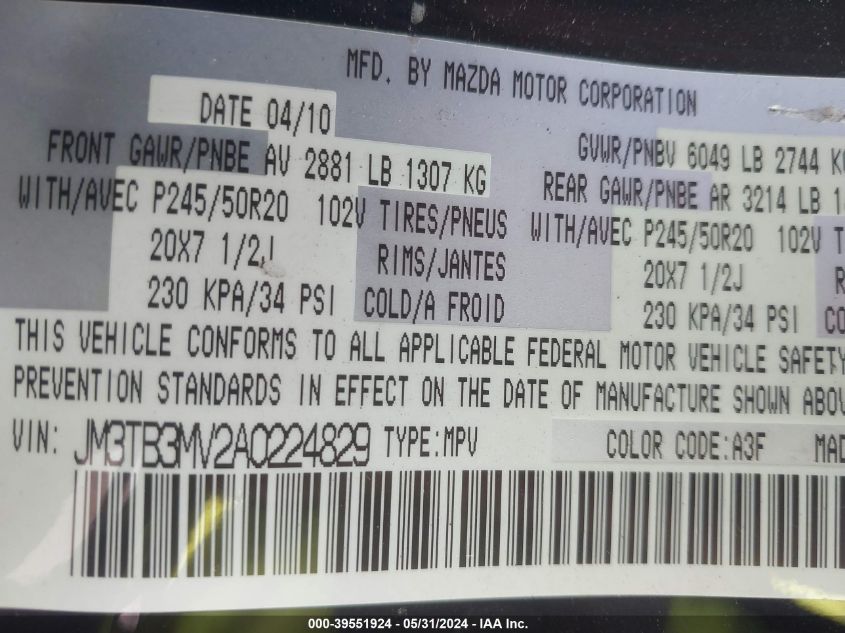 MFD. BY MAZDA MOTOR CORPORATION
DATE 04/10
GVWR/PNBV 6049 LB 2744
FRONT GAWR/PNBE AV 2881 LB 1307 KG
REAR GAWR/PNBE AR 3214 LB
WITH/AVEC P245/50R20 102V TIRES/PNEUS WITH/AVEC P245/50R20 102V
20X7 1/2J RIMS/JANTES 20X7 1/2J
230 KPA/34 PSI COLD/A FROID 230 KPA/34 PSI
THIS VEHICLE CONFORMS TO ALL APPLICABLE FEDERAL MOTOR VEHICLE SAFETY
PREVENTION STANDARDS IN EFFECT ON THE DATE OF MANUFACTURE SHOWN
VIN: JM3TB3MV2A0224829 TYPE:MPV COLOR CODE:A3F
000-39551924 - 05/31/2024 - IAA Inc.